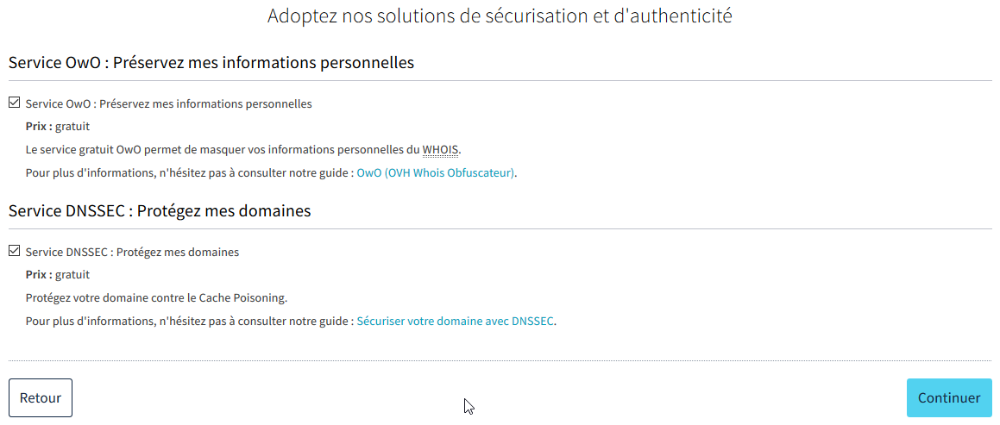 Adoptez nos solutions de sécurisation et d'authenticité
Service OwO : Préservez mes informations personnelles
Service OwO : Préservez mes informations personnelles
Prix : gratuit
Le service gratuit OwO permet de masquer vos informations personnelles du WHOIS.
Pour plus d'informations, n'hésitez pas à consulter notre guide : OwO (OVH Whois Obfuscateur).
Service DNSSEC : Protégez mes domaines
Service DNSSEC : Protégez mes domaines
Prix : gratuit
Protégez votre domaine contre le Cache Poisoning.
Pour plus d'informations, n'hésitez pas à consulter notre guide : Sécuriser votre domaine avec DNSSEC.
Retour
Continuer